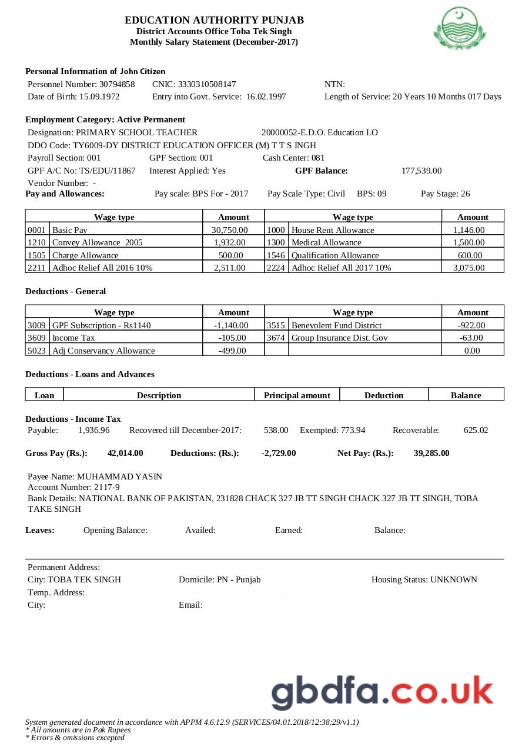 EDUCATION AUTHORITY PUNJAB
District Accounts Office Toba Tek Singh
Monthly Salary Statement (December-2017)
Personal Information of John Citizen
Personnel Number: 30794858 CNIC: 3330310508147 NTN:
Date of Birth: 15.09.1972 Entry into Govt. Service: 16.02.1997 Length of Service: 20 Years 10 Months 017 Days
Employment Category: Active Permanent
Designation: PRIMARY SCHOOL TEACHER 20000052-E.D.O. Education LO
DDO Code: TY6009-DY DISTRICT EDUCATION OFFICER (M) T T S INGH
Payroll Section: 001 GPF Section: 001 Cash Center: 081
GPF A/C No: TS/EDU/11867 Interest Applied: Yes GPF Balance: 177,539.00
Vendor Number: -
Pay and Allowances: Pay scale: BPS For - 2017 Pay Scale Type: Civil BPS: 09 Pay Stage: 26
Wage type Amount Wage type Amount
0001 Basic Pay 30,750.00 1000 House Rent Allowance 1,146.00
1210 Convey Allowance 2005 1,932.00 1300 Medical Allowance 1,500.00
1505 Charge Allowance 500.00 1546 Qualification Allowance 600.00
2211 Adhoc Relief All 2016 10% 2,511.00 2224 Adhoc Relief All 2017 10% 3,075.00
Deductions - General
Wage type Amount Wage type Amount
3009 GPF Subscription - Rs1140 -1,140.00 3515 Benevolent Fund District -922.00
3609 Income Tax -105.00 3674 Group Insurance Dist. Gov -63.00
5023 Adj Conservancy Allowance -499.00 0.00
Deductions - Loans and Advances
Loan Description Principal amount Deduction Balance
Deductions - Income Tax
Payable: 1,936.96 Recovered till December-2017: 538.00 Exempted: 773.94 Recoverable: 625.02
Gross Pay (Rs.): 42,014.00 Deductions: (Rs.): -2,729.00 Net Pay: (Rs.): 39,285.00
Payee Name: MUHAMMAD YASIN
Account Number: 2117-9
Bank Details: NATIONAL BANK OF PAKISTAN, 231828 CHACK 327 JB TT SINGH CHACK 327 JB TT SINGH, TOBA
TAKE SINGH
Leaves: Opening Balance: Availed: Earned: Balance:
Permanent Address:
City: TOBA TEK SINGH Domicile: PN - Punjab Housing Status: UNKNOWN
Temp. Address:
City: Email:
gbdfa.co.uk
System generated document in accordance with APPM 4.6.12.9 (SERVICES/04.01.2018/12:38:29/v1.1)
* All amounts are in Pak Rupees
* Errors & omissions excepted